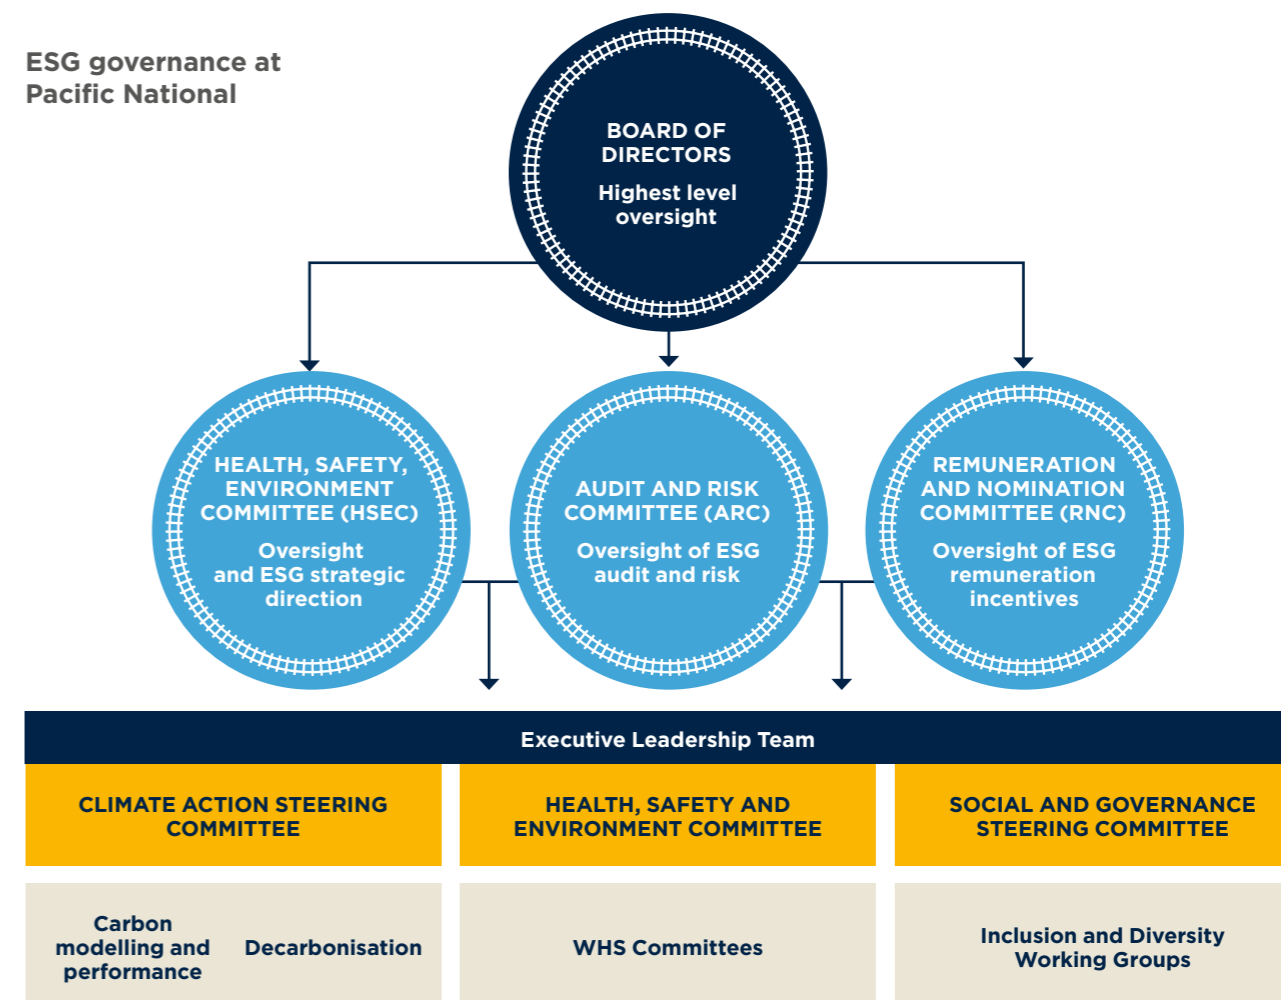 ESG governance at
Pacific National
BOARD OF
DIRECTORS
Highest level
oversight
HEALTH, SAFETY,
ENVIRONMENT
COMMITTEE (HSEC)
Oversight
and ESG strategic
direction
AUDIT AND RISK
COMMITTEE (ARC)
Oversight of ESG
audit and risk
REMUNERATION
AND NOMINATION
COMMITTEE (RNC)
Oversight of ESG
remuneration
incentives
Executive Leadership Team
CLIMATE ACTION STEERING
COMMITTEE
HEALTH, SAFETY AND
ENVIRONMENT COMMITTEE
SOCIAL AND GOVERNANCE
STEERING COMMITTEE
Carbon
modelling and
performance
Decarbonisation
WHS Committees
Inclusion and Diversity
Working Groups